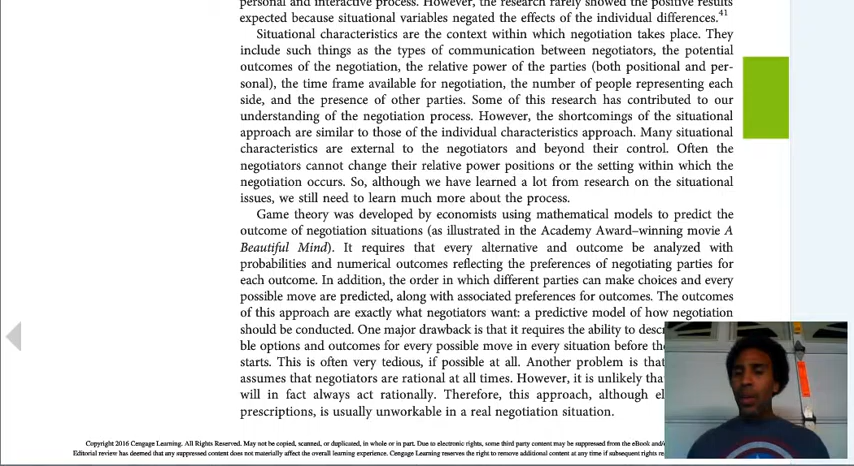 personal and interactive process. However, the research rarely showed the positive results
expected because situational variables negated the effects of the individual differences.41
Situational characteristics are the context within which negotiation takes place. They
include such things as the types of communication between negotiators, the potential
outcomes of the negotiation, the relative power of the parties (both positional and per-
sonal), the time frame available for negotiation, the number of people representing each
side, and the presence of other parties. Some of this research has contributed to our
understanding of the negotiation process. However, the shortcomings of the situational
approach are similar to those of the individual characteristics approach. Many situational
characteristics are external to the negotiators and beyond their control. Often the
negotiators cannot change their relative power positions or the setting within which the
negotiation occurs. So, although we have learned a lot from research on the situational
issues, we still need to learn much more about the process.
Game theory was developed by economists using mathematical models to predict the
outcome of negotiation situations (as illustrated in the Academy Award–winning movie A
Beautiful Mind). It requires that every alternative and outcome be analyzed with
probabilities and numerical outcomes reflecting the preferences of negotiating parties for
each outcome. In addition, the order in which different parties can make choices and every
possible move are predicted, along with associated preferences for outcomes. The outcomes
of this approach are exactly what negotiators want: a predictive model of how negotiation
should be conducted. One major drawback is that it requires the ability to descr
ble options and outcomes for every possible move in every situation before the
starts. This is often very tedious, if possible at all. Another problem is that
assumes that negotiators are rational at all times. However, it is unlikely tha
will in fact always act rationally. Therefore, this approach, although el
prescriptions, is usually unworkable in a real negotiation situation.
Copyright 2016 Cengage Learning. All Rights Reserved. May not be copied, scanned, or duplicated, in whole or in part. Due to electronic rights, some third party content may be suppressed from the eBook and/
Editorial review has deemed that any suppressed content does not materially affect the overall learning experience. Cengage Learning reserves the right to remove additional content at any time if subsequent rights re